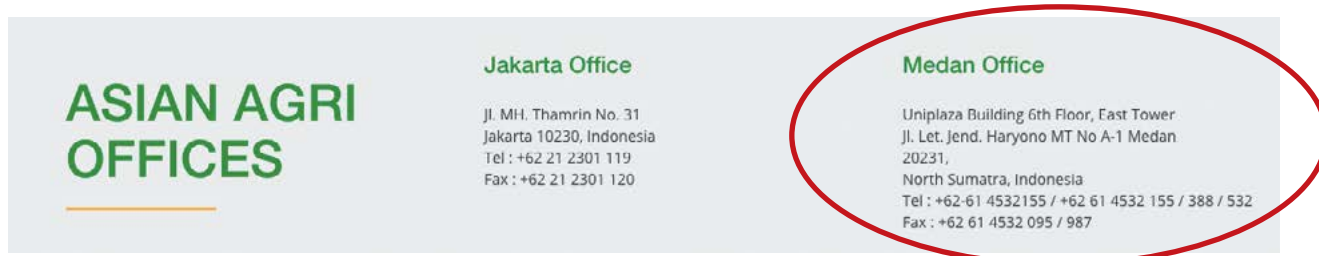 ASIAN AGRI
OFFICES
Jakarta Office
Jl. MH. Thamrin No. 31
Jakarta 10230, Indonesia
Tel : +62 21 2301 119
Fax : +62 21 2301 120
Medan Office
Uniplaza Building 6th Floor, East Tower
Jl. Let. Jend. Haryono MT No A-1 Medan
20231,
North Sumatra, Indonesia
Tel : +62-61 4532155 / +62 61 4532 155 / 388 / 532
Fax : +62 61 4532 095 / 987